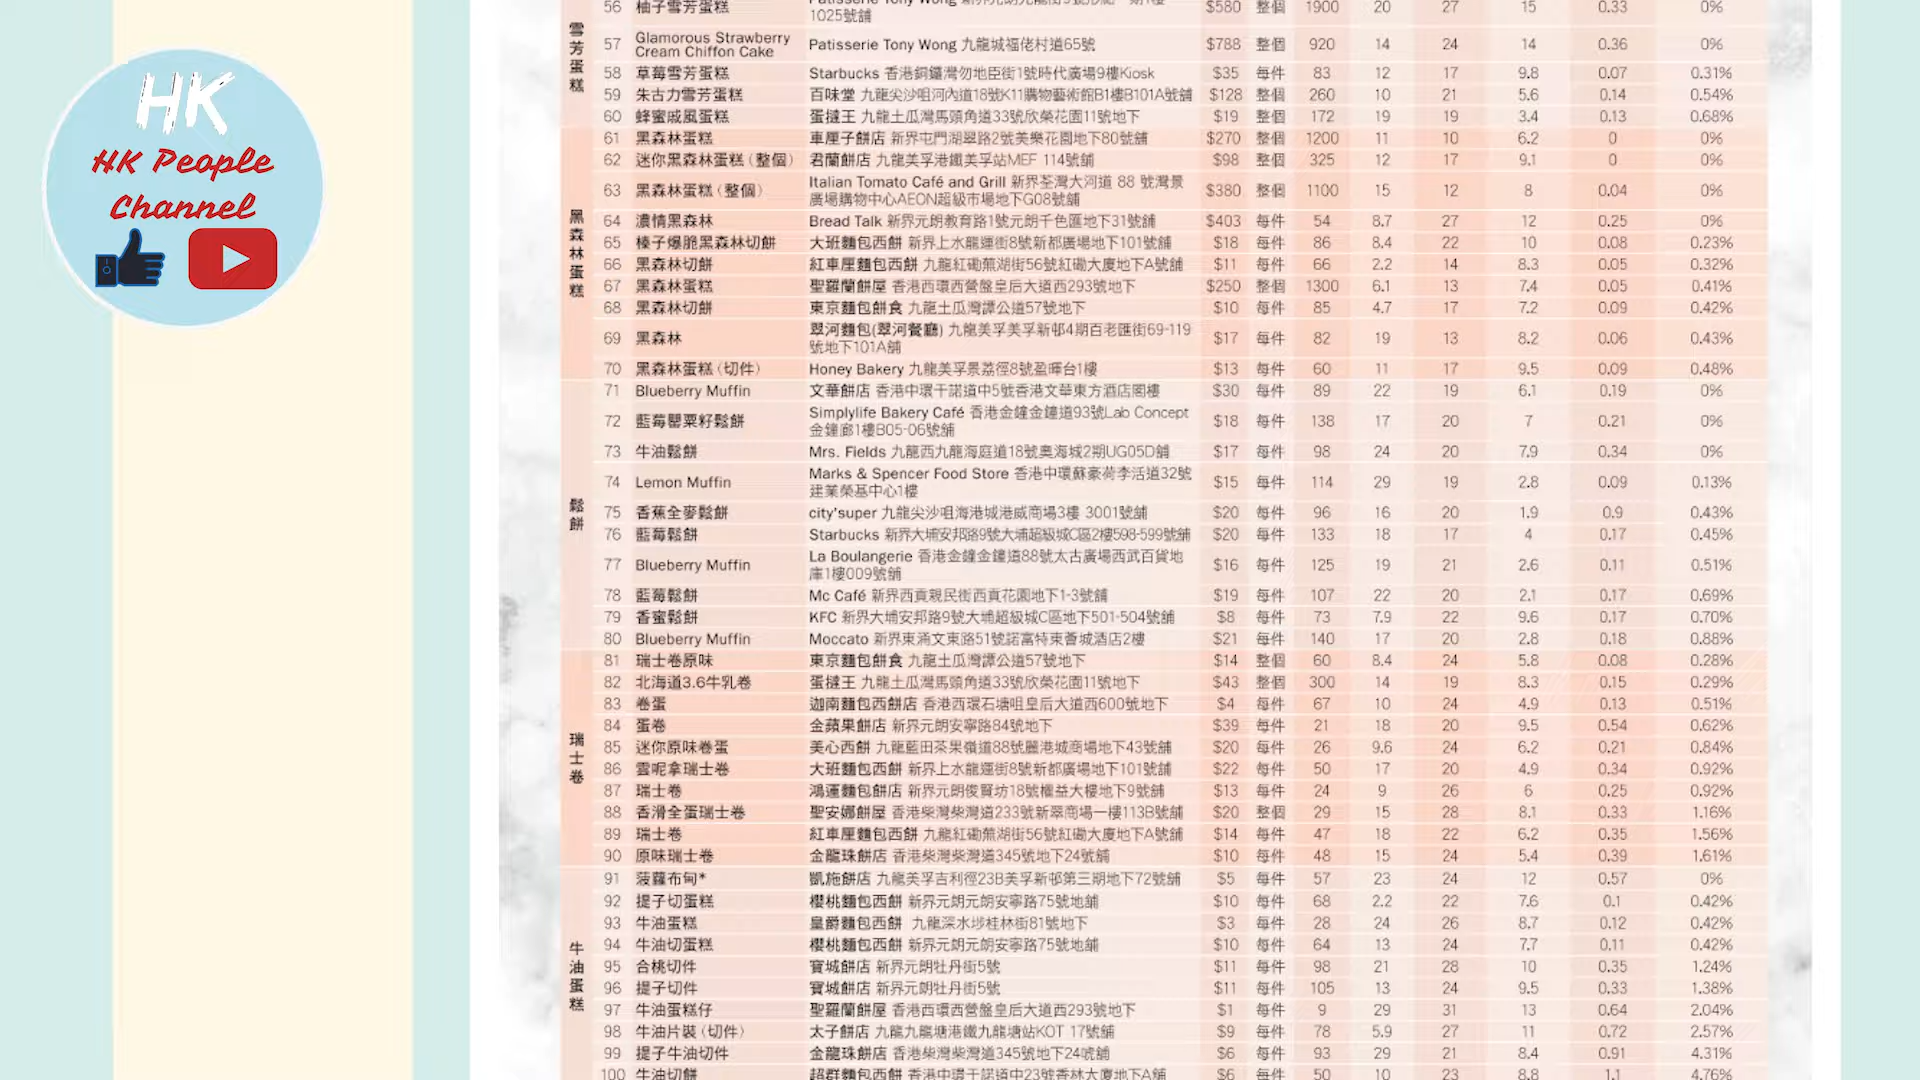 HK
HK People
Channel
雪芳蛋糕
56 柚子雪芳蛋糕 $580 整個 1900 20 27 15 0.33 0%
1025號舖
57 Glamorous Strawberry Cream Chiffon Cake Patisserie Tony Wong 九龍城福佬村道65號 $788 整個 920 14 24 14 0.36 0%
58 草莓雪芳蛋糕 Starbucks 香港銅鑼灣勿地臣街1號時代廣場9樓Kiosk $35 每件 83 12 17 9.8 0.07 0.31%
59 朱古力雪芳蛋糕 百味堂 九龍尖沙咀河內道18號K11購物藝術館B1樓B101A號舖 $128 整個 260 10 21 5.6 0.14 0.54%
60 蜂蜜戚風蛋糕 蛋撻王 九龍土瓜灣馬頭角道33號欣榮花園11號地下 $19 整個 172 19 19 3.4 0.13 0.68%
黑森林蛋糕
61 黑森林蛋糕 車厘子餅店 新界屯門湖翠路2號美樂花園地下80號舖 $270 整個 1200 11 10 6.2 0 0%
62 迷你黑森林蛋糕（整個） 君蘭餅店 九龍美孚港鐵美孚站MEF 114號舖 $98 整個 325 12 17 9.1 0 0%
63 黑森林蛋糕（整個） Italian Tomato Café and Grill 新界荃灣大河道 88 號灣景廣場購物中心AEON超級市場地下G08號舖 $380 整個 1100 15 12 8 0.04 0%
64 濃情黑森林 Bread Talk 新界元朗教育路1號元朗千色匯地下31號舖 $403 每件 54 8.7 27 12 0.25 0%
65 榛子爆脆黑森林切餅 大班麵包西餅 新界上水龍運街8號新都廣場地下101號舖 $18 每件 86 8.4 22 10 0.08 0.23%
66 黑森林切餅 紅車厘麵包西餅 九龍紅磡蕪湖街56號紅磡大廈地下A號舖 $11 每件 66 2.2 14 8.3 0.05 0.32%
67 黑森林蛋糕 聖羅蘭餅屋 香港西環西營盤皇后大道西293號地下 $250 整個 1300 6.1 13 7.4 0.05 0.41%
68 黑森林切餅 東京麵包餅食 九龍土瓜灣譚公道57號地下 $10 每件 85 4.7 17 7.2 0.09 0.42%
69 黑森林 翠河麵包(翠河餐廳) 九龍美孚美孚新邨4期百老匯街69-119號地下101A舖 $17 每件 82 19 13 8.2 0.06 0.43%
70 黑森林蛋糕（切件） Honey Bakery 九龍美孚景荔徑8號盈暉台1樓 $13 每件 60 11 17 9.5 0.09 0.48%
鬆餅
71 Blueberry Muffin 文華餅店 香港中環干諾道中5號香港文華東方酒店閣樓 $30 每件 89 22 19 6.1 0.19 0%
72 藍莓罌粟籽鬆餅 Simplylife Bakery Café 香港金鐘金鐘道93號Lab Concept 金鐘廊1樓B05-06號舖 $18 每件 138 17 20 7 0.21 0%
73 牛油鬆餅 Mrs. Fields 九龍西九龍海庭道18號奧海城2期UG05D舖 $17 每件 98 24 20 7.9 0.34 0%
74 Lemon Muffin Marks & Spencer Food Store 香港中環蘇豪荷李活道32號建業榮基中心1樓 $15 每件 114 29 19 2.8 0.09 0.13%
75 香蕉全麥鬆餅 city'super 九龍尖沙咀海港城港威商場3樓 3001號舖 $20 每件 96 16 20 1.9 0.9 0.43%
76 藍莓鬆餅 Starbucks 新界大埔安邦路9號大埔超級城C區2樓598-599號舖 $20 每件 133 18 17 4 0.17 0.45%
77 Blueberry Muffin La Boulangerie 香港金鐘金鐘道88號太古廣場西武百貨地庫1樓009號舖 $16 每件 125 19 21 2.6 0.11 0.51%
78 藍莓鬆餅 Mc Café 新界西貢親民街西貢花園地下1-3號舖 $19 每件 107 22 20 2.1 0.17 0.69%
79 香蜜鬆餅 KFC 新界大埔安邦路9號大埔超級城C區地下501-504號舖 $8 每件 73 7.9 22 9.6 0.17 0.70%
80 Blueberry Muffin Moccato 新界東涌文東路51號諾富特東薈城酒店2樓 $21 每件 140 17 20 2.8 0.18 0.88%
瑞士卷
81 瑞士卷原味 東京麵包餅食 九龍土瓜灣譚公道57號地下 $14 整個 60 8.4 24 5.8 0.08 0.28%
82 北海道3.6牛乳卷 蛋撻王 九龍土瓜灣馬頭角道33號欣榮花園11號地下 $43 整個 300 14 19 8.3 0.15 0.29%
83 卷蛋 迦南麵包西餅店 香港西環石塘咀皇后大道西600號地下 $4 每件 67 10 24 4.9 0.13 0.51%
84 蛋卷 金蘋果餅店 新界元朗安寧路84號地下 $39 每件 21 18 20 9.5 0.54 0.62%
85 迷你原味卷蛋 美心西餅 九龍藍田茶果嶺道88號麗港城商場地下43號舖 $20 每件 26 9.6 24 6.2 0.21 0.84%
86 雲呢拿瑞士卷 大班麵包西餅 新界上水龍運街8號新都廣場地下101號舖 $22 每件 50 17 20 4.9 0.34 0.92%
87 瑞士卷 鴻運麵包餅店 新界元朗俊賢坊18號權益大樓地下9號舖 $13 每件 24 9 26 6 0.25 0.92%
88 香滑全蛋瑞士卷 聖安娜餅屋 香港柴灣柴灣道233號新翠商場一樓113B號舖 $20 整個 29 15 28 8.1 0.33 1.16%
89 瑞士卷 紅車厘麵包西餅 九龍紅磡蕪湖街56號紅磡大廈地下A號舖 $14 每件 47 18 22 6.2 0.35 1.56%
90 原味瑞士卷 金龍珠餅店 香港柴灣柴灣道345號地下24號舖 $10 每件 48 15 24 5.4 0.39 1.61%
牛油蛋糕
91 菠蘿布甸* 凱施餅店 九龍美孚吉利徑23B美孚新邨第三期地下72號舖 $5 每件 57 23 24 12 0.57 0%
92 提子切蛋糕 櫻桃麵包西餅 新界元朗元朗安寧路75號地舖 $10 每件 68 2.2 22 7.6 0.1 0.42%
93 牛油蛋糕 皇爵麵包西餅 九龍深水埗桂林街81號地下 $3 每件 28 24 26 8.7 0.12 0.42%
94 牛油切蛋糕 櫻桃麵包西餅 新界元朗元朗安寧路75號地舖 $10 每件 64 13 24 7.7 0.11 0.42%
95 合桃切件 寶城餅店 新界元朗牡丹街5號 $11 每件 98 21 28 10 0.35 1.24%
96 提子切件 寶城餅店 新界元朗牡丹街5號 $11 每件 105 13 24 9.5 0.33 1.38%
97 牛油蛋糕仔 聖羅蘭餅屋 香港西環西營盤皇后大道西293號地下 $1 每件 9 29 31 13 0.64 2.04%
98 牛油片裝（切件） 太子餅店 九龍九龍塘港鐵九龍塘站KOT 17號舖 $9 每件 78 5.9 27 11 0.72 2.57%
99 提子牛油切件 金龍珠餅店 香港柴灣柴灣道345號地下24號舖 $6 每件 93 29 21 8.4 0.91 4.31%
100 牛油切餅 超群麵包西餅 香港中環干諾道中23號香林大廈地下A舖 $6 每件 50 10 23 8.8 1.1 4.76%